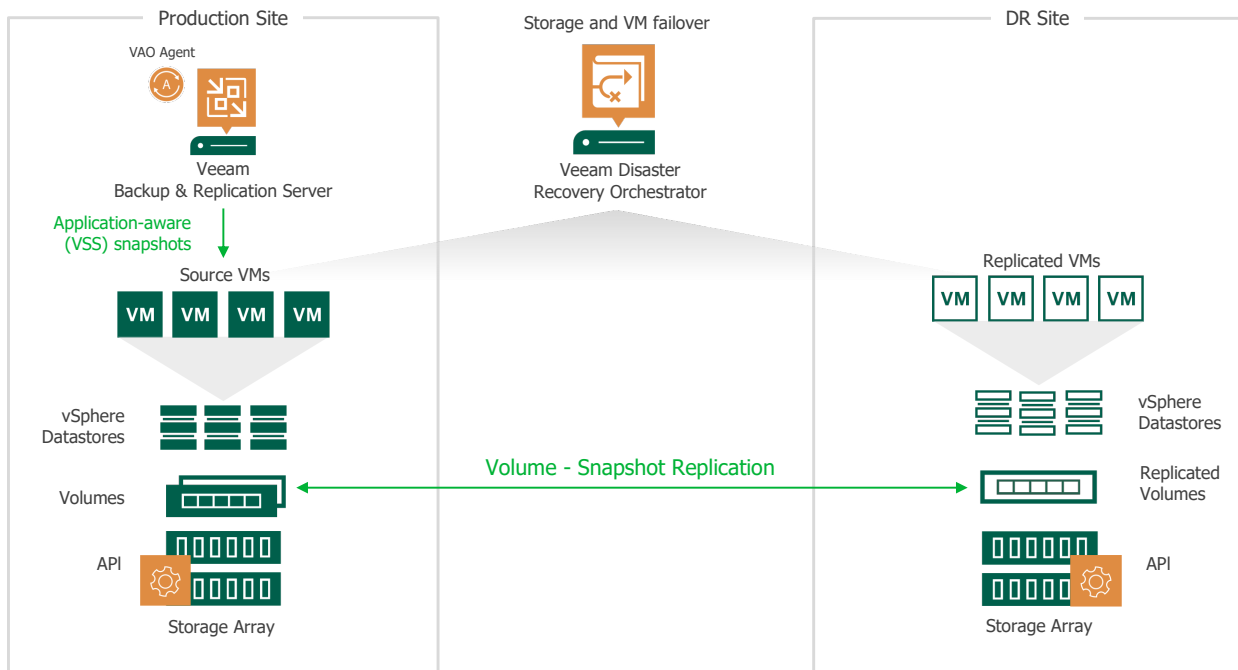 Production Site
VAO Agent
A
Veeam
Backup & Replication Server
Application-aware
(VSS) snapshots
Source VMs
VM VM VM VM
vSphere
Datastores
Volumes
API
Storage Array
Storage and VM failover
Veeam Disaster
Recovery Orchestrator
Volume - Snapshot Replication
DR Site
Replicated VMs
VM VM VM VM
vSphere
Datastores
Replicated
Volumes
API
Storage Array